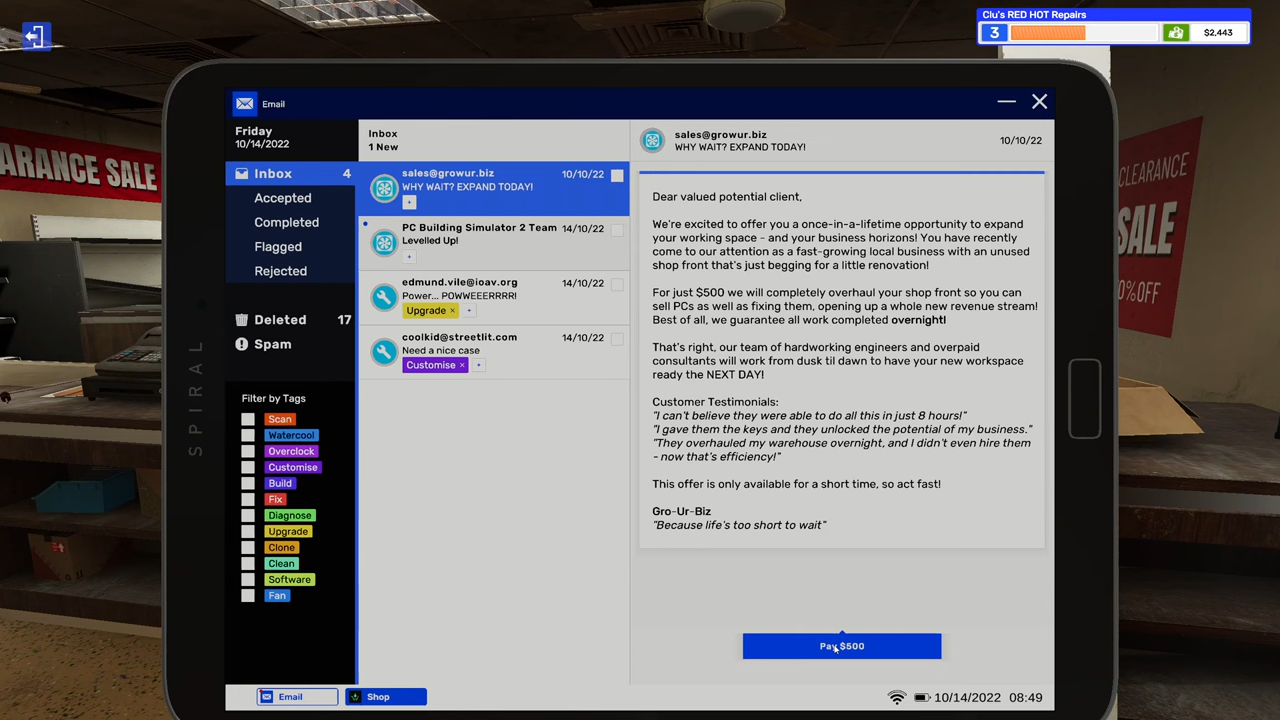 Clu's RED HOT Repairs
3
$2,443
ARANCE SALE
CLEARANCE
SALE
0%OFF
SPIRAL
Email
Friday
10/14/2022
Inbox 4
Accepted
Completed
Flagged
Rejected
Deleted 17
Spam
Filter by Tags
Scan
Watercool
Overclock
Customise
Build
Fix
Diagnose
Upgrade
Clone
Clean
Software
Fan
Inbox
1 New
sales@growur.biz 10/10/22
WHY WAIT? EXPAND TODAY!
+
PC Building Simulator 2 Team 14/10/22
Levelled Up!
+
edmund.vile@ioav.org 14/10/22
Power... POWWEEERRRR!
Upgrade × +
coolkid@streetlit.com 14/10/22
Need a nice case
Customise × +
sales@growur.biz 10/10/22
WHY WAIT? EXPAND TODAY!
Dear valued potential client,
We're excited to offer you a once-in-a-lifetime opportunity to expand
your working space - and your business horizons! You have recently
come to our attention as a fast-growing local business with an unused
shop front that's just begging for a little renovation!
For just $500 we will completely overhaul your shop front so you can
sell PCs as well as fixing them, opening up a whole new revenue stream!
Best of all, we guarantee all work completed overnight!
That's right, our team of hardworking engineers and overpaid
consultants will work from dusk til dawn to have your new workspace
ready the NEXT DAY!
Customer Testimonials:
"I can't believe they were able to do all this in just 8 hours!"
"I gave them the keys and they unlocked the potential of my business."
"They overhauled my warehouse overnight, and I didn't even hire them
- now that's efficiency!"
This offer is only available for a short time, so act fast!
Gro-Ur-Biz
"Because life's too short to wait"
Pay $500
Email
Shop
10/14/2022 08:49